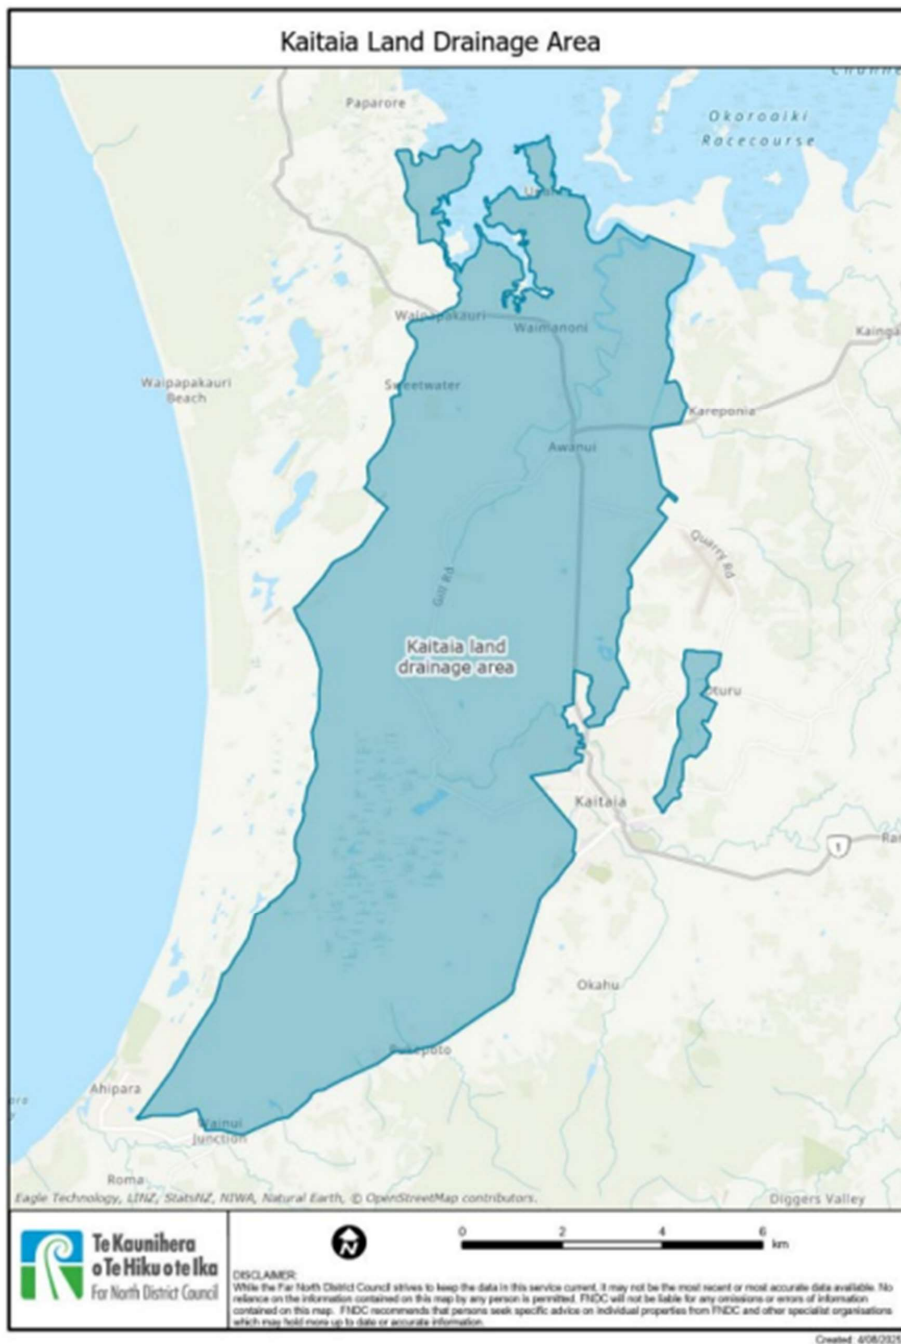 Kaitaia Land Drainage Area
Paparore
Okoroaiki
Racecourse
Waipapakauri
Waimanoni
Kainga
Waipapakauri
Beach
Sweetwater
Kareponia
Awanui
Quarry Rd
Gill Rd
Kaitaia land
drainage area
Oturu
Kaitaia
1
Okahu
Pukepoto
Ahipara
Wainui
Junction
Roma
Diggers Valley
Eagle Technology, LINZ, StatsNZ, NIWA, Natural Earth, © OpenStreetMap contributors.
Te Kaunihera
o Te Hiku o te Ika
Far North District Council
N
0 2 4 6
km
DISCLAIMER:
While the Far North District Council strives to keep the data in this service current, it may not be the most recent or most accurate data available. No
reliance on the information contained on this map by any person is permitted. FNDC will not be liable for any omissions or errors of information
contained on this map. FNDC recommends that persons seek specific advice on individual properties from FNDC and other specialist organisations
which may hold more up to date or accurate information.
Created: 4/08/2025